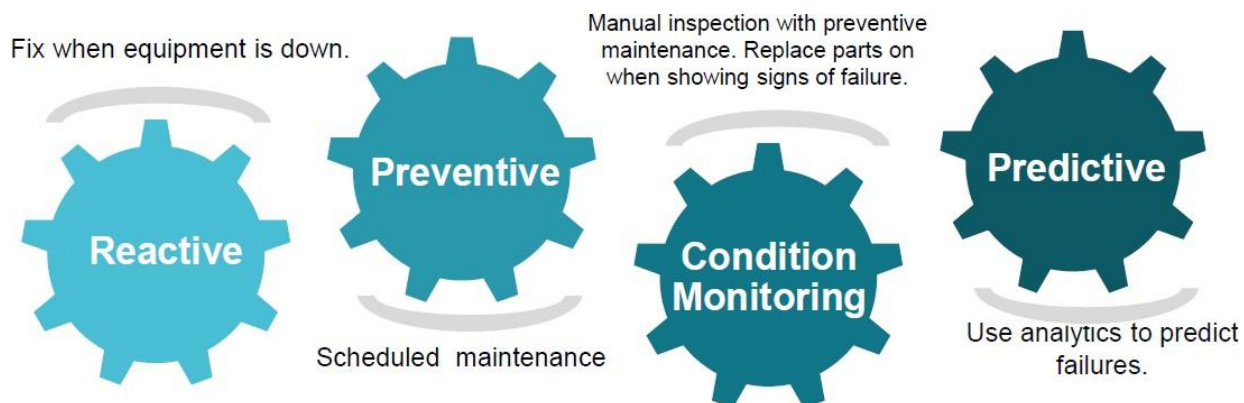 Fix when equipment is down.
Reactive
Preventive
Scheduled maintenance
Manual inspection with preventive
maintenance. Replace parts on
when showing signs of failure.
Condition
Monitoring
Predictive
Use analytics to predict
failures.